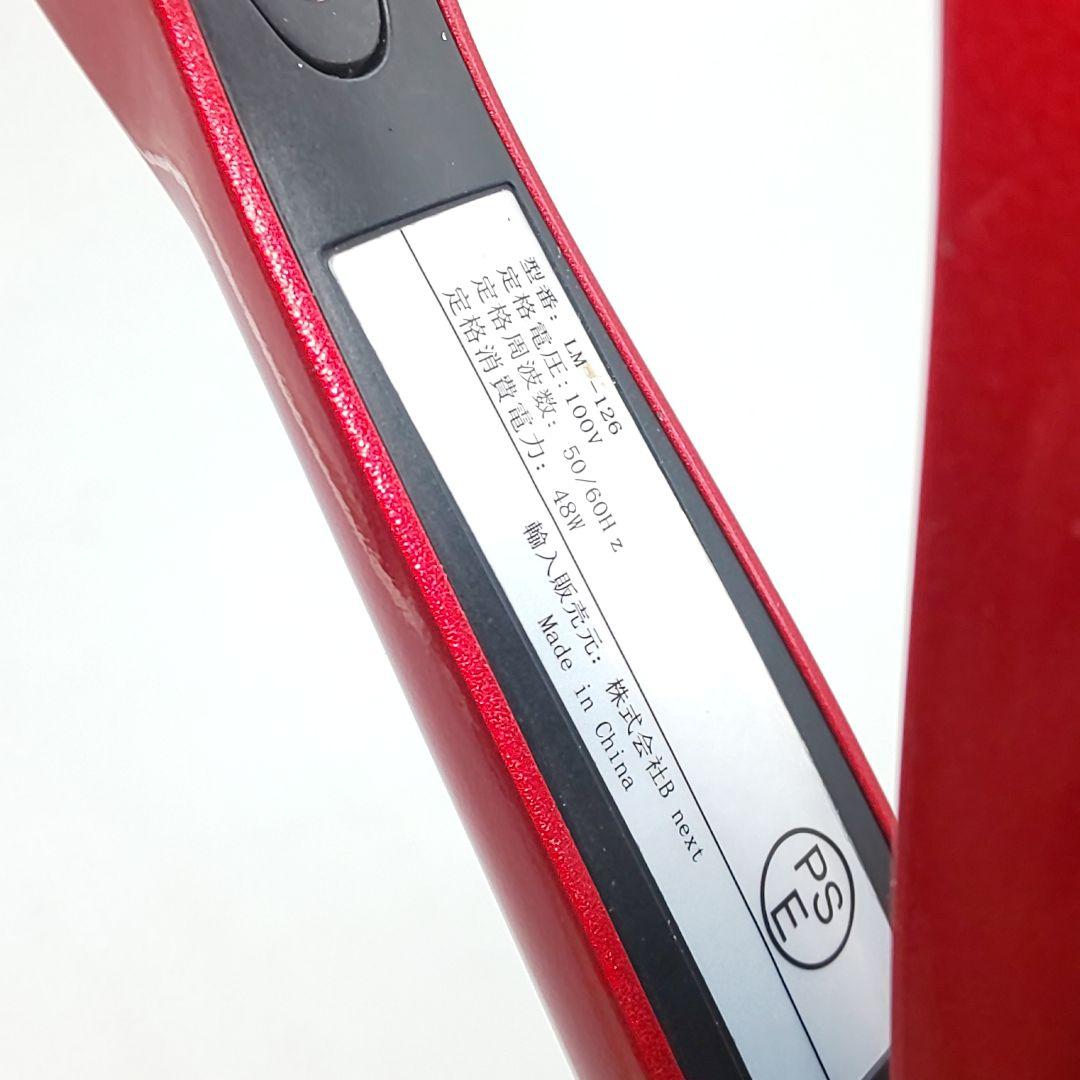 型番: LM -126
定格電圧: 100V
定格周波数: 50/60Hz
定格消費電力: 48W
輸入販売元: 株式会社B next
Made in China
PSE